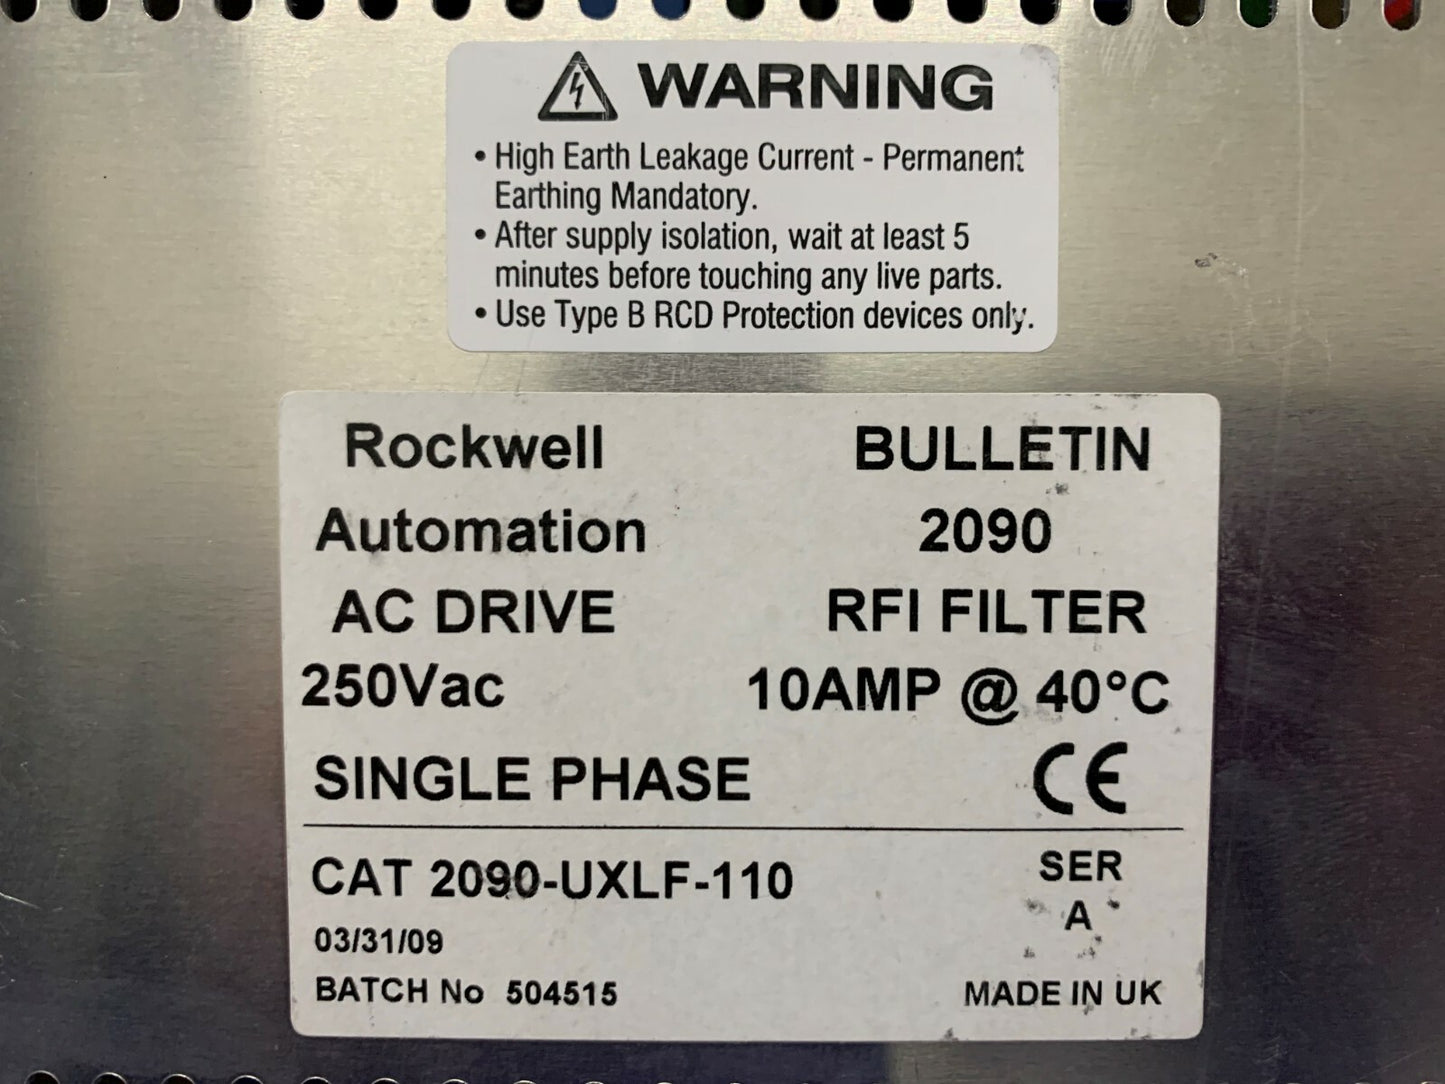 WARNING
• High Earth Leakage Current - Permanent
Earthing Mandatory.
• After supply isolation, wait at least 5
minutes before touching any live parts.
• Use Type B RCD Protection devices only.
Rockwell BULLETIN
Automation 2090
AC DRIVE RFI FILTER
250Vac 10AMP @ 40°C
SINGLE PHASE CE
CAT 2090-UXLF-110 SER
A
03/31/09
BATCH No 504515 MADE IN UK